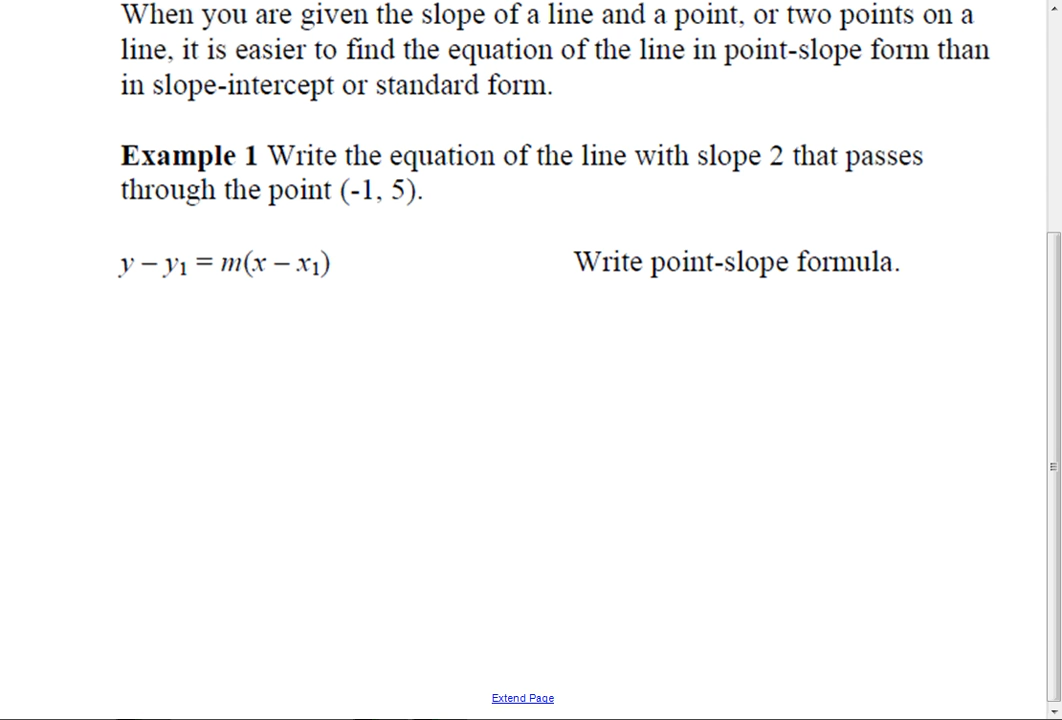 When you are given the slope of a line and a point, or two points on a
line, it is easier to find the equation of the line in point-slope form than
in slope-intercept or standard form.
Example 1 Write the equation of the line with slope 2 that passes
through the point (-1, 5).
y – y₁ = m(x – x₁) Write point-slope formula.
Extend Page